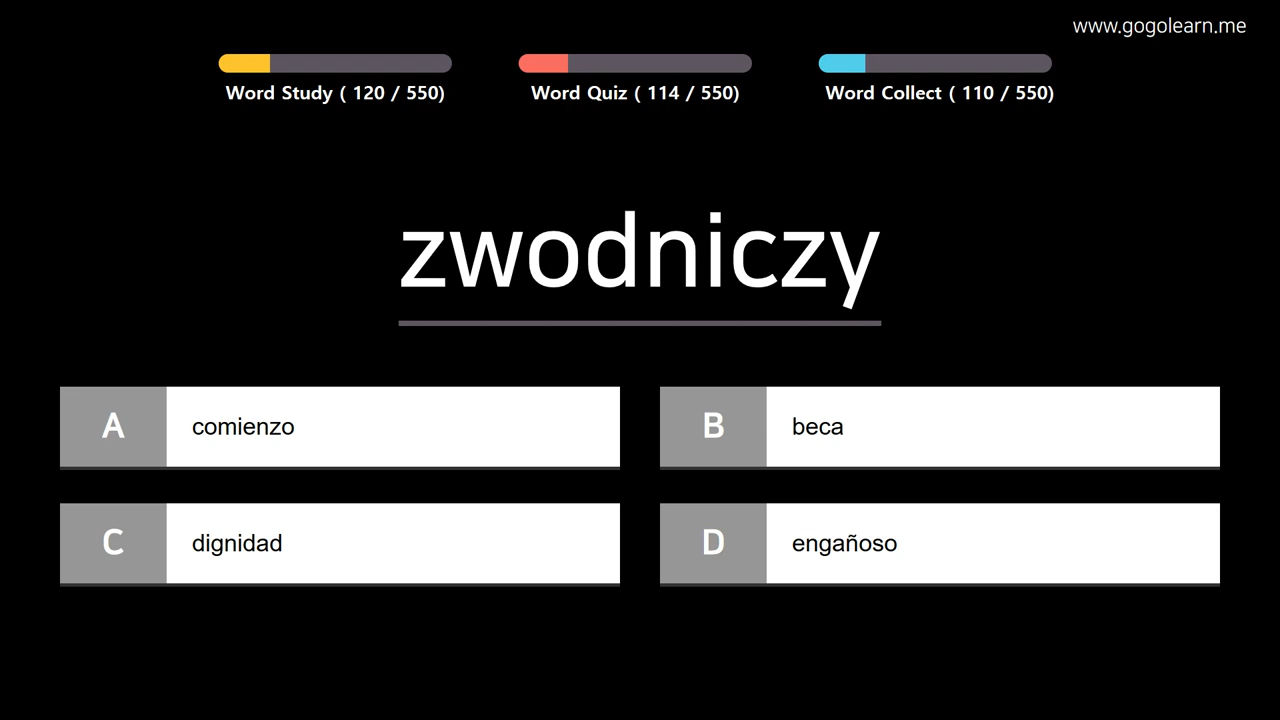 www.gogolearn.me
Word Study ( 120 / 550)
Word Quiz ( 114 / 550)
Word Collect ( 110 / 550)
zwodniczy
A comienzo
B beca
C dignidad
D engañoso